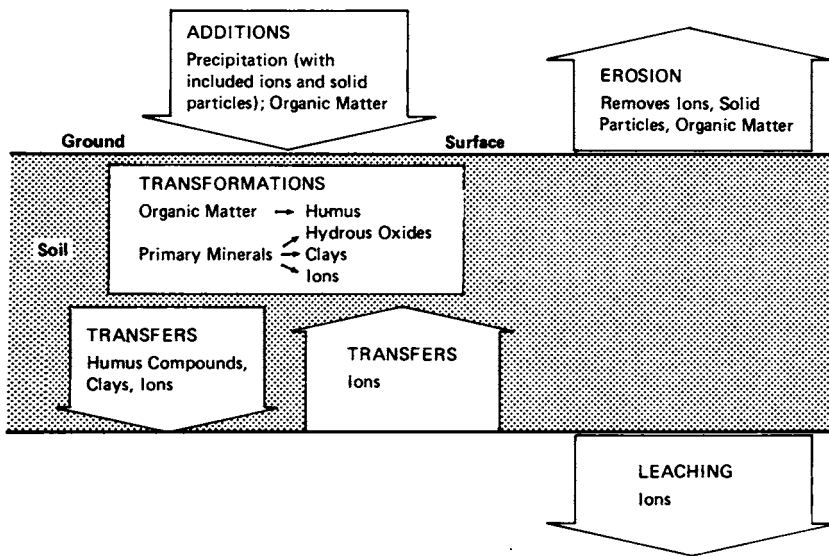 ADDITIONS
Precipitation (with
included ions and solid
particles); Organic Matter
EROSION
Removes Ions, Solid
Particles, Organic Matter
Ground
Surface
TRANSFORMATIONS
Organic Matter → Humus
Hydrous Oxides
Primary Minerals → Clays
Ions
Soil
TRANSFERS
Humus Compounds,
Clays, Ions
TRANSFERS
Ions
LEACHING
Ions